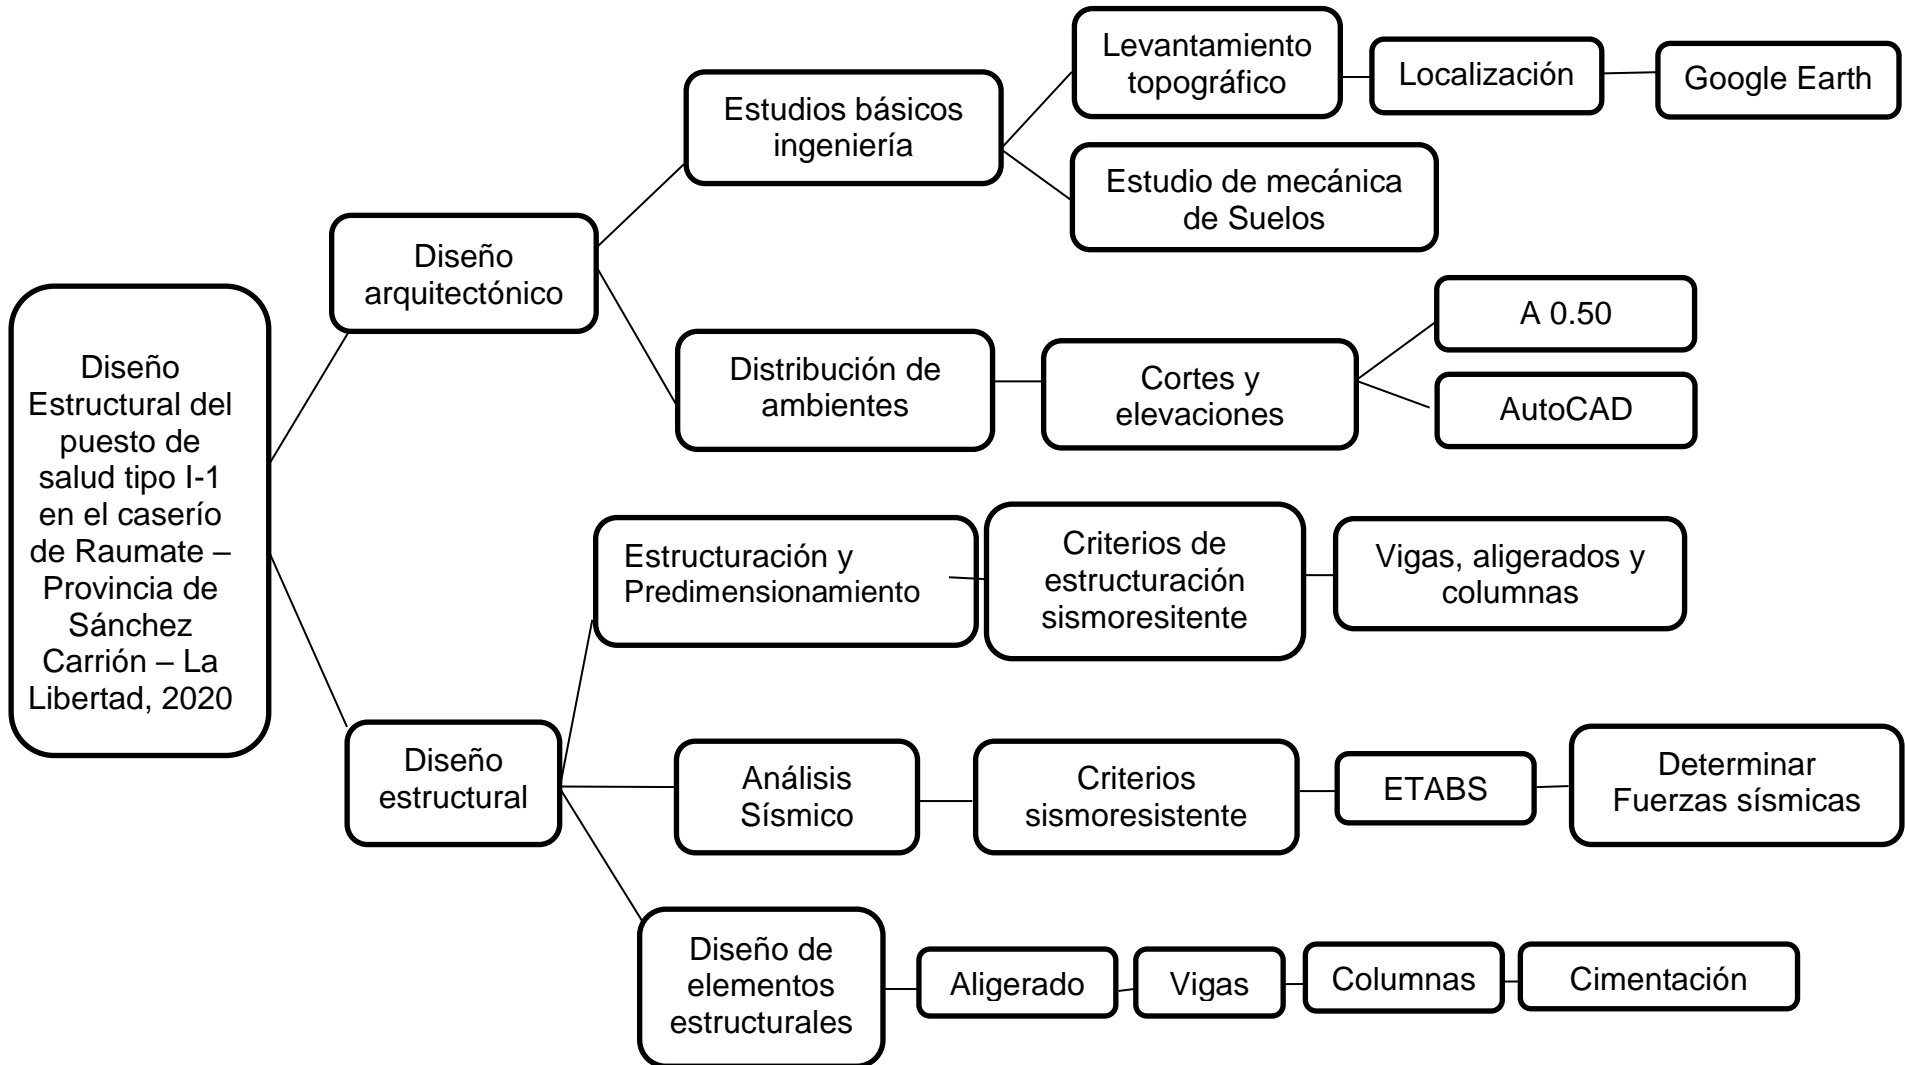 Diseño
Estructural del
puesto de
salud tipo I-1
en el caserío
de Raumate –
Provincia de
Sánchez
Carrión – La
Libertad, 2020
Diseño
arquitectónico
Estudios básicos
ingeniería
Levantamiento
topográfico
Localización
Google Earth
Estudio de mecánica
de Suelos
Distribución de
ambientes
Cortes y
elevaciones
A 0.50
AutoCAD
Diseño
estructural
Estructuración y
Predimensionamiento
Criterios de
estructuración
sismoresitente
Vigas, aligerados y
columnas
Análisis
Sísmico
Criterios
sismoresistente
ETABS
Determinar
Fuerzas sísmicas
Diseño de
elementos
estructurales
Aligerado
Vigas
Columnas
Cimentación